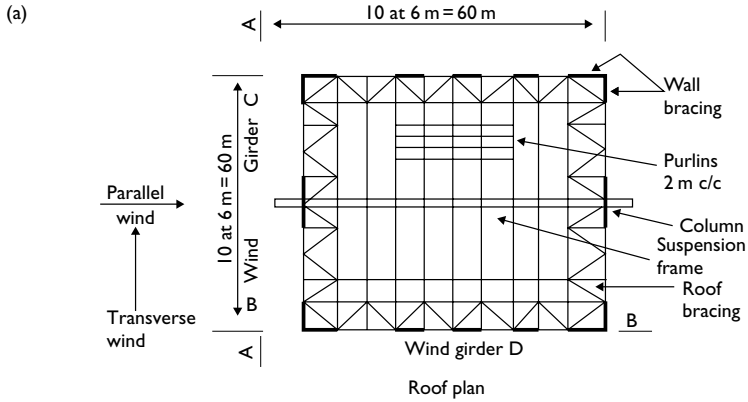 (a)
A
10 at 6 m = 60 m
Wall
bracing
Wind Girder C
10 at 6 m = 60 m
Purlins
2 m c/c
Parallel
wind
Column
Suspension
frame
Roof
bracing
Transverse
wind
B
B
A
Wind girder D
Roof plan